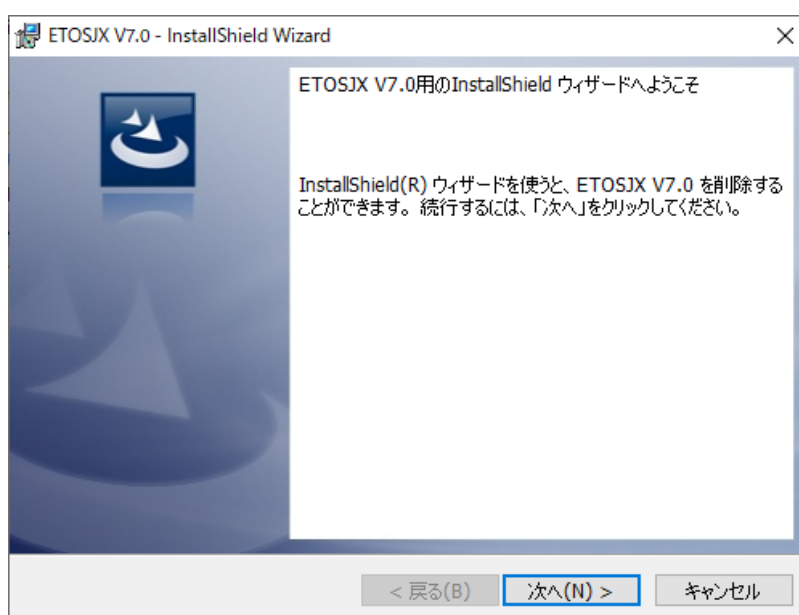 ETOSJX V7.0 - InstallShield Wizard
ETOSJX V7.0用のInstallShield ウィザードへようこそ
InstallShield(R) ウィザードを使うと、ETOSJX V7.0 を削除する
ことができます。続行するには、「次へ」をクリックしてください。
< 戻る(B)
次へ(N) >
キャンセル